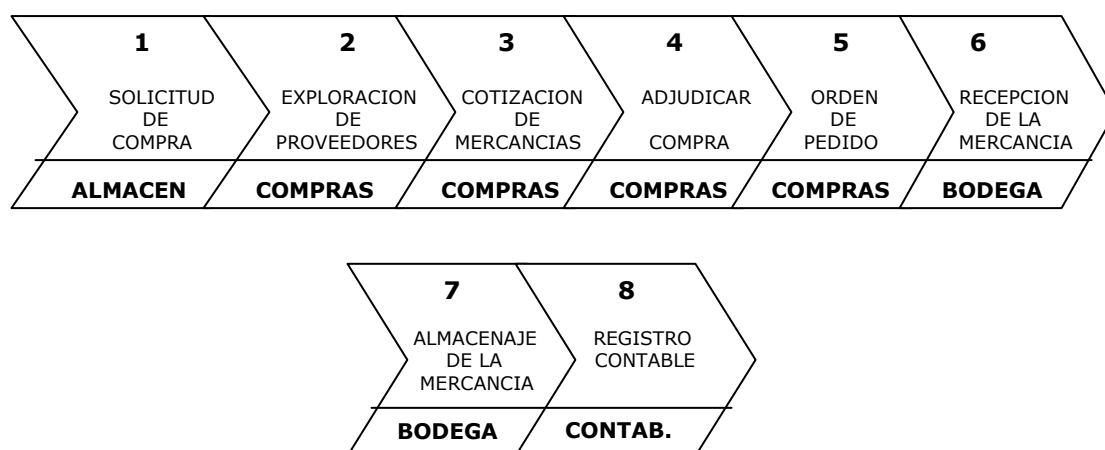 1 2 3 4 5 6
SOLICITUD EXPLORACION COTIZACION ADJUDICAR ORDEN RECEPCION
DE DE DE DE DE LA
COMPRA PROVEEDORES MERCANCIAS COMPRA PEDIDO MERCANCIA
ALMACEN COMPRAS COMPRAS COMPRAS COMPRAS BODEGA
7 8
ALMACENAJE REGISTRO
DE LA CONTABLE
MERCANCIA
BODEGA CONTAB.